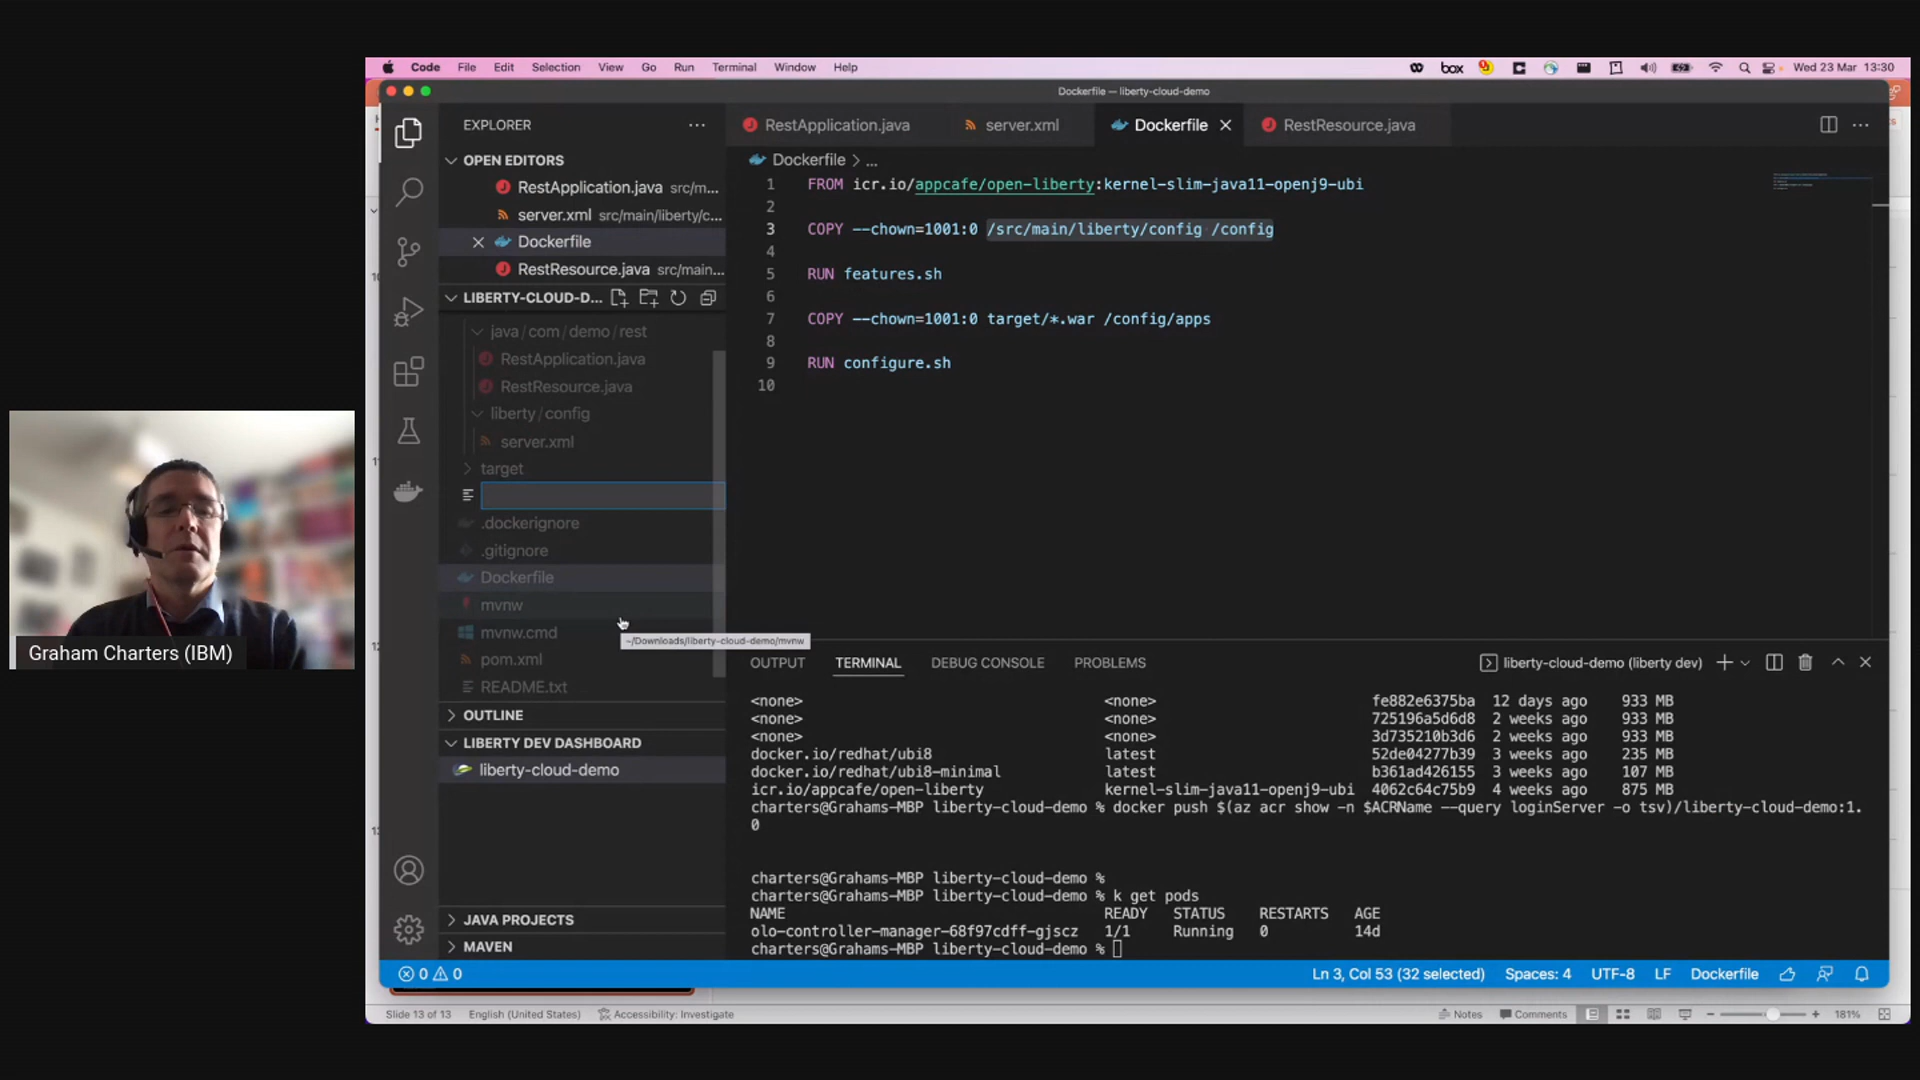 Code File Edit Selection View Go Run Terminal Window Help
box
Wed 23 Mar 13:30
Dockerfile — liberty-cloud-demo
EXPLORER
RestApplication.java
server.xml
Dockerfile
RestResource.java
OPEN EDITORS
RestApplication.java src/m...
server.xml src/main/liberty/c...
Dockerfile
RestResource.java src/main...
LIBERTY-CLOUD-D...
java/com/demo/rest
RestApplication.java
RestResource.java
liberty/config
server.xml
target
.dockerignore
.gitignore
Dockerfile
mvnw
mvnw.cmd
~/Downloads/liberty-cloud-demo/mvnw
pom.xml
README.txt
OUTLINE
LIBERTY DEV DASHBOARD
liberty-cloud-demo
JAVA PROJECTS
MAVEN
Dockerfile > ...
1 FROM icr.io/appcafe/open-liberty:kernel-slim-java11-openj9-ubi
2
3 COPY --chown=1001:0 /src/main/liberty/config /config
4
5 RUN features.sh
6
7 COPY --chown=1001:0 target/*.war /config/apps
8
9 RUN configure.sh
10
OUTPUT TERMINAL DEBUG CONSOLE PROBLEMS
liberty-cloud-demo (liberty dev)
<none> <none> fe882e6375ba 12 days ago 933 MB
<none> <none> 725196a5d6d8 2 weeks ago 933 MB
<none> <none> 3d735210b3d6 2 weeks ago 933 MB
docker.io/redhat/ubi8 latest 52de04277b39 3 weeks ago 235 MB
docker.io/redhat/ubi8-minimal latest b361ad426155 3 weeks ago 107 MB
icr.io/appcafe/open-liberty kernel-slim-java11-openj9-ubi 4062c64c75b9 4 weeks ago 875 MB
charters@Grahams-MBP liberty-cloud-demo % docker push $(az acr show -n $ACRName --query loginServer -o tsv)/liberty-cloud-demo:1.
0
charters@Grahams-MBP liberty-cloud-demo %
charters@Grahams-MBP liberty-cloud-demo % k get pods
NAME READY STATUS RESTARTS AGE
olo-controller-manager-68f97cdff-gjscz 1/1 Running 0 14d
charters@Grahams-MBP liberty-cloud-demo %
0 0
Ln 3, Col 53 (32 selected) Spaces: 4 UTF-8 LF Dockerfile
Slide 13 of 13 English (United States) Accessibility: Investigate
Notes Comments 181%
Graham Charters (IBM)